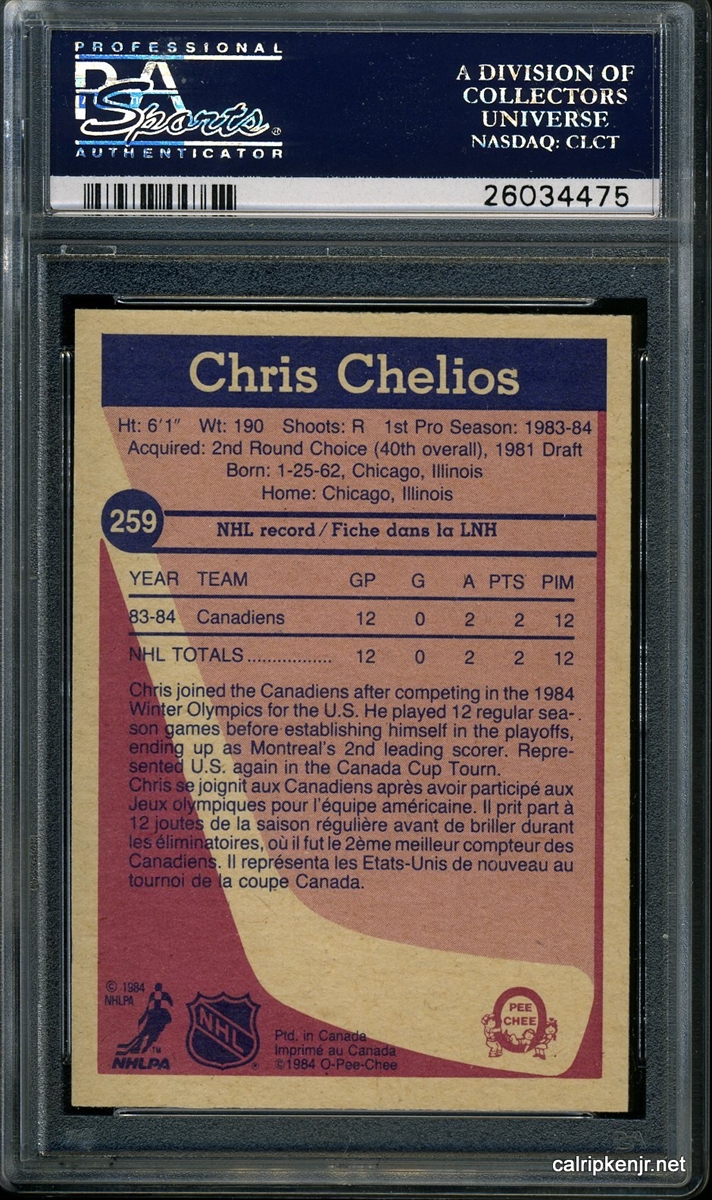 PROFESSIONAL
PSA
Sports
AUTHENTICATOR
A DIVISION OF
COLLECTORS
UNIVERSE
NASDAQ: CLCT
26034475
Chris Chelios
Ht: 6'1" Wt: 190 Shoots: R 1st Pro Season: 1983-84
Acquired: 2nd Round Choice (40th overall), 1981 Draft
Born: 1-25-62, Chicago, Illinois
Home: Chicago, Illinois
259
NHL record/Fiche dans la LNH
YEAR TEAM GP G A PTS PIM
83-84 Canadiens 12 0 2 2 12
NHL TOTALS................. 12 0 2 2 12
Chris joined the Canadiens after competing in the 1984
Winter Olympics for the U.S. He played 12 regular sea-
son games before establishing himself in the playoffs,
ending up as Montreal's 2nd leading scorer. Repre-
sented U.S. again in the Canada Cup Tourn.
Chris se joignit aux Canadiens après avoir participé aux
Jeux olympiques pour l'équipe américaine. Il prit part à
12 joutes de la saison régulière avant de briller durant
les éliminatoires, où il fut le 2ème meilleur compteur des
Canadiens. Il représenta les Etats-Unis de nouveau au
tournoi de la coupe Canada.
© 1984
NHLPA
NHLPA
TM
NHL
Ptd. in Canada
Imprimé au Canada
©1984 O-Pee-Chee
PEE
CHEE
calripkenjr.net